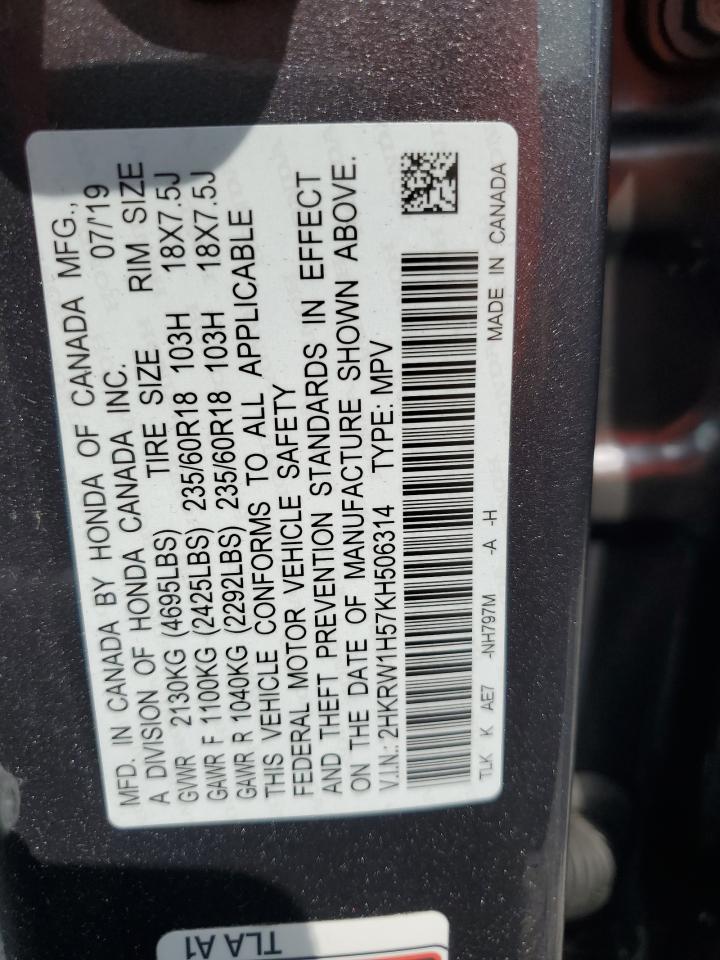 MFD. IN CANADA BY HONDA OF CANADA MFG.,
A DIVISION OF HONDA CANADA INC. 07/19
GVWR 2130KG (4695LBS) TIRE SIZE RIM SIZE
GAWR F 1100KG (2425LBS) 235/60R18 103H 18X7.5J
GAWR R 1040KG (2292LBS) 235/60R18 103H 18X7.5J
THIS VEHICLE CONFORMS TO ALL APPLICABLE
FEDERAL MOTOR VEHICLE SAFETY
AND THEFT PREVENTION STANDARDS IN EFFECT
ON THE DATE OF MANUFACTURE SHOWN ABOVE.
V.I.N.: 2HKRW1H57KH506314 TYPE: MPV
TLK K AE7 -NH797M -A -H MADE IN CANADA
TLA A1